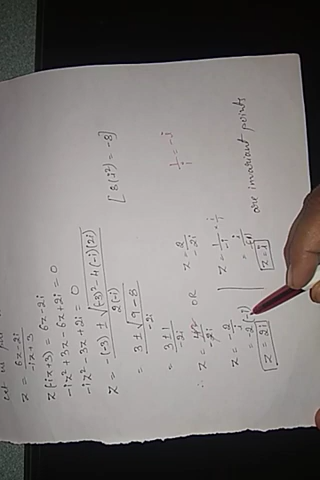 z = 6z-2i / -iz+3
z(-iz+3) = 6z-2i
-iz²+3z-6z+2i = 0
-iz²-3z+2i = 0
z = -(-3) ± √(-3)²-4(-i)(2i) / 2(-i)
[8(i²) = -8]
= 3 ± √9-8 / -2i
= 3±1 / -2i
1/i = -i
∴ z = 4/-2i OR z = 2/-2i
z = -2/i
z = 1/-i = i/1
= -2(-i)
z = 2i
z = i
are invariant points